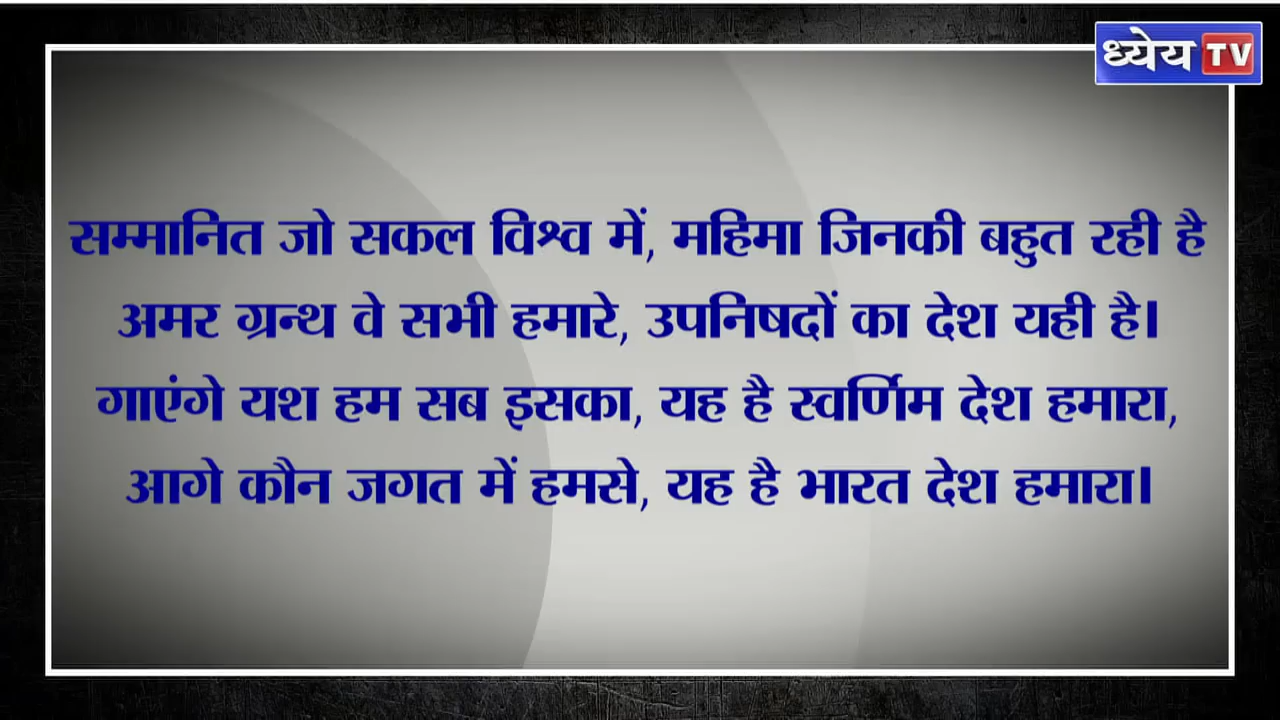 ध्येय TV
सम्मानित जो सकल विश्व में, महिमा जिनकी बहुत रही है
अमर ग्रन्थ वे सभी हमारे, उपनिषदों का देश यही है।
गाएंगे यश हम सब इसका, यह है स्वर्णिम देश हमारा,
आगे कौन जगत में हमसे, यह है भारत देश हमारा।